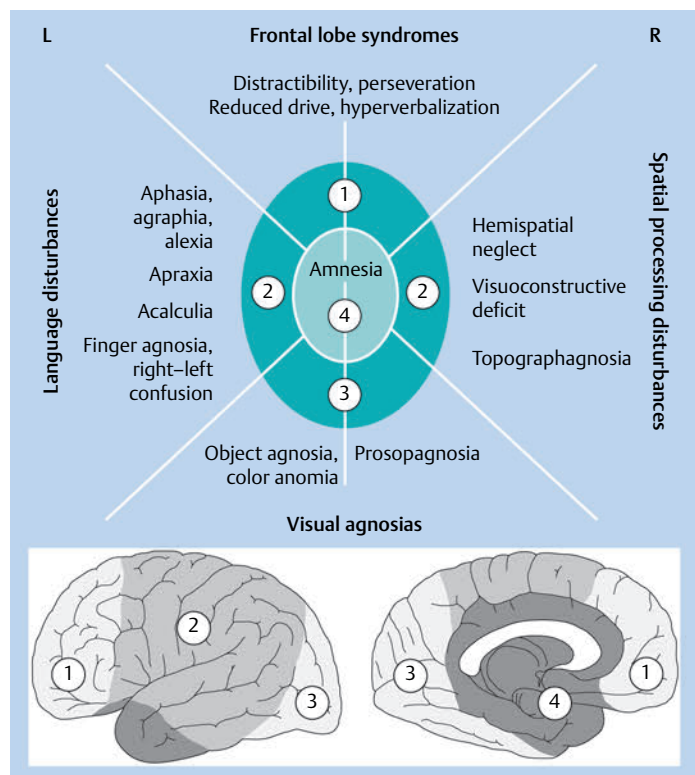 L
Frontal lobe syndromes
R
Distractibility, perseveration
Reduced drive, hyperverbalization
Language disturbances
Aphasia,
agraphia,
alexia
Apraxia
Acalculia
Finger agnosia,
right–left
confusion
1
2
Amnesia
4
2
3
Hemispatial
neglect
Visuoconstructive
deficit
Topographagnosia
Spatial processing disturbances
Object agnosia,
color anomia
Prosopagnosia
Visual agnosias
1
2
3
3
4
1